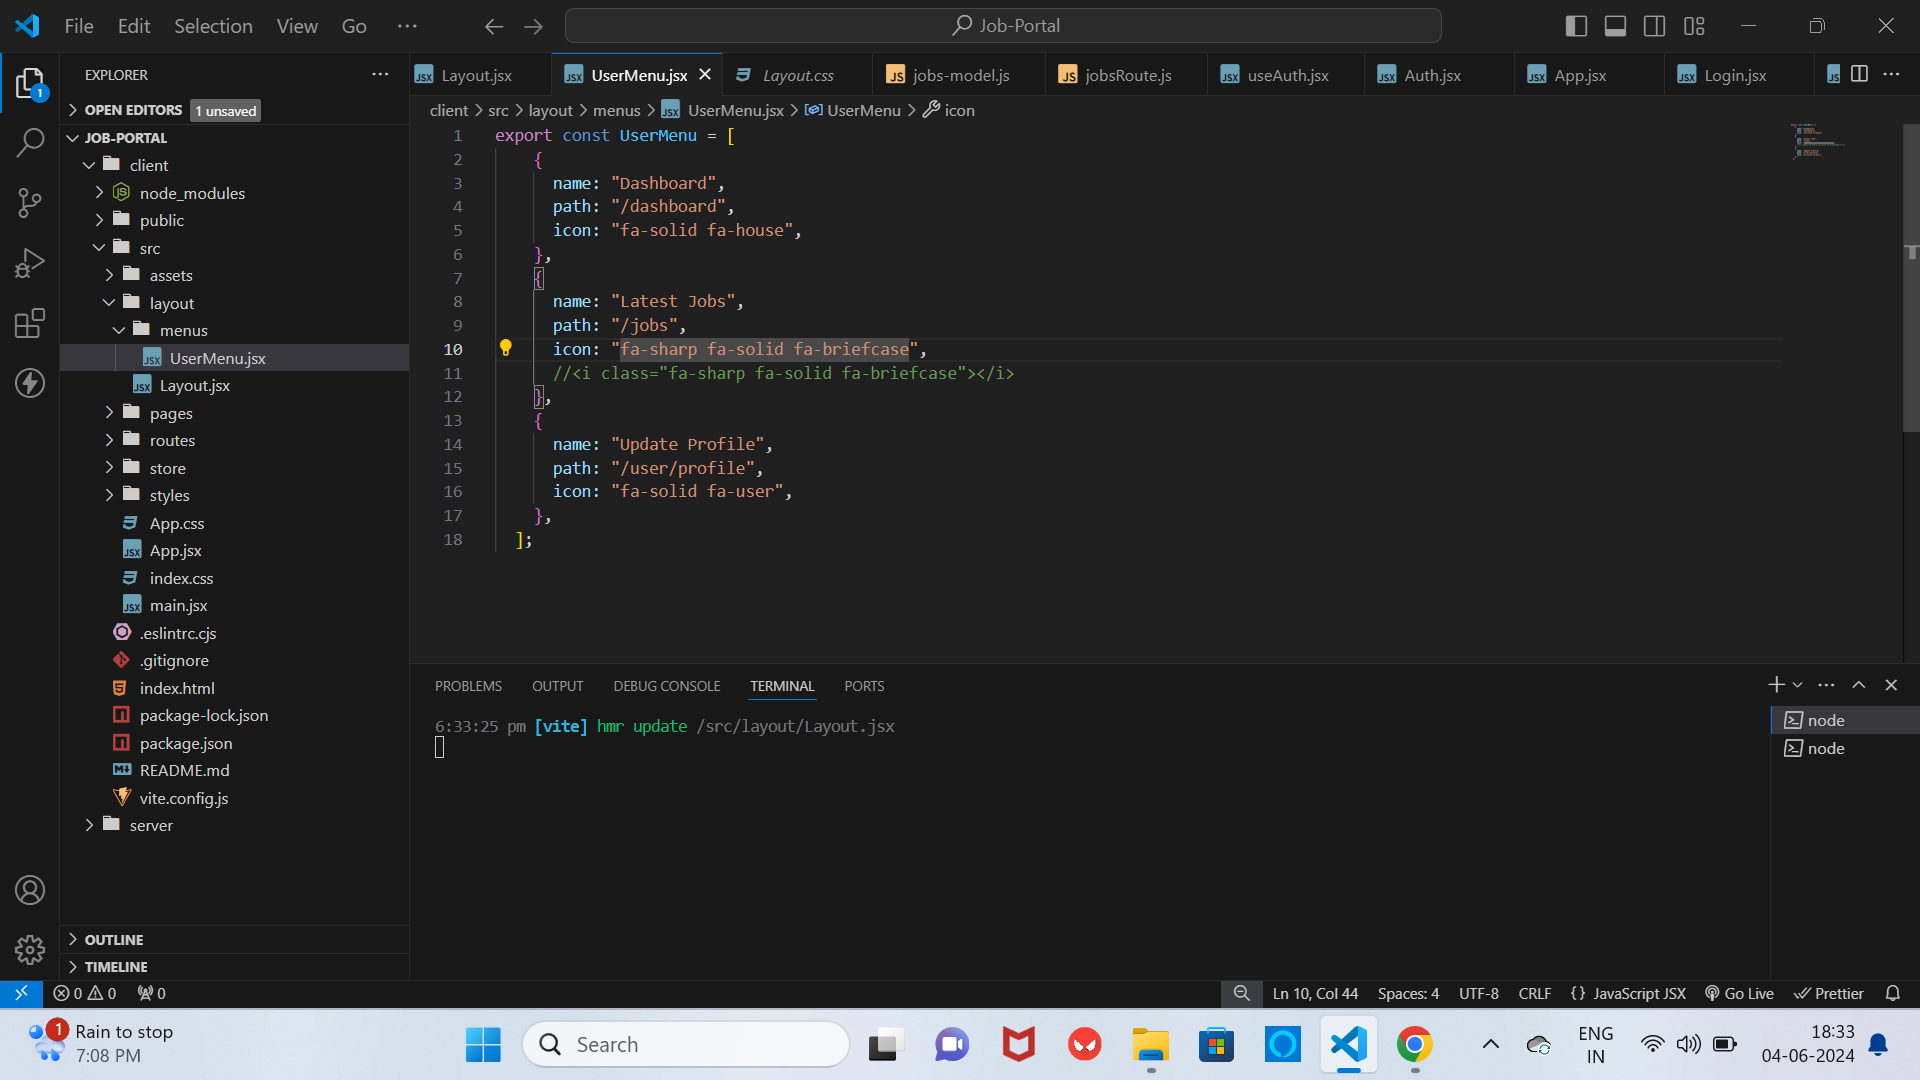 File Edit Selection View Go ··· Job-Portal
EXPLORER ···
OPEN EDITORS 1 unsaved
JOB-PORTAL
client
node_modules
public
src
assets
layout
menus
UserMenu.jsx
Layout.jsx
pages
routes
store
styles
App.css
App.jsx
index.css
main.jsx
.eslintrc.cjs
.gitignore
index.html
package-lock.json
package.json
README.md
vite.config.js
server
OUTLINE
TIMELINE
Layout.jsx UserMenu.jsx Layout.css jobs-model.js jobsRoute.js useAuth.jsx Auth.jsx App.jsx Login.jsx
client > src > layout > menus > UserMenu.jsx > UserMenu > icon
1 export const UserMenu = [
2 {
3 name: "Dashboard",
4 path: "/dashboard",
5 icon: "fa-solid fa-house",
6 },
7 {
8 name: "Latest Jobs",
9 path: "/jobs",
10 icon: "fa-sharp fa-solid fa-briefcase",
11 //<i class="fa-sharp fa-solid fa-briefcase"></i>
12 },
13 {
14 name: "Update Profile",
15 path: "/user/profile",
16 icon: "fa-solid fa-user",
17 },
18 ];
PROBLEMS OUTPUT DEBUG CONSOLE TERMINAL PORTS
6:33:25 pm [vite] hmr update /src/layout/Layout.jsx
node
node
0 0 0 Ln 10, Col 44 Spaces: 4 UTF-8 CRLF {} JavaScript JSX Go Live Prettier
1 Rain to stop
7:08 PM
Search
ENG
IN
18:33
04-06-2024